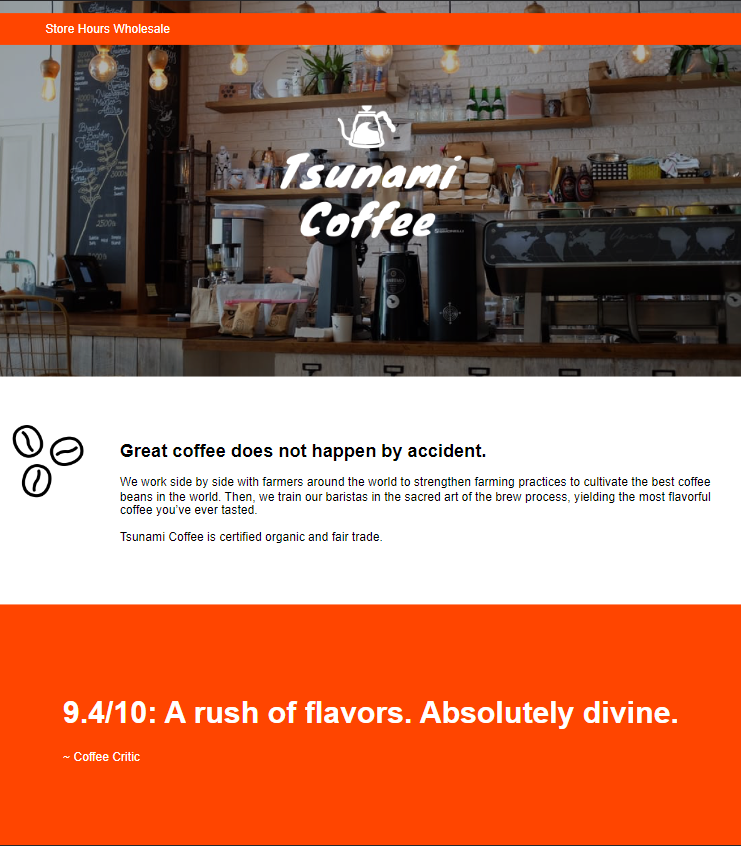 Store Hours Wholesale
Tsunami
Coffee
2500
Great coffee does not happen by accident.
We work side by side with farmers around the world to strengthen farming practices to cultivate the best coffee
beans in the world. Then, we train our baristas in the sacred art of the brew process, yielding the most flavorful
coffee you’ve ever tasted.
Tsunami Coffee is certified organic and fair trade.
9.4/10: A rush of flavors. Absolutely divine.
~ Coffee Critic